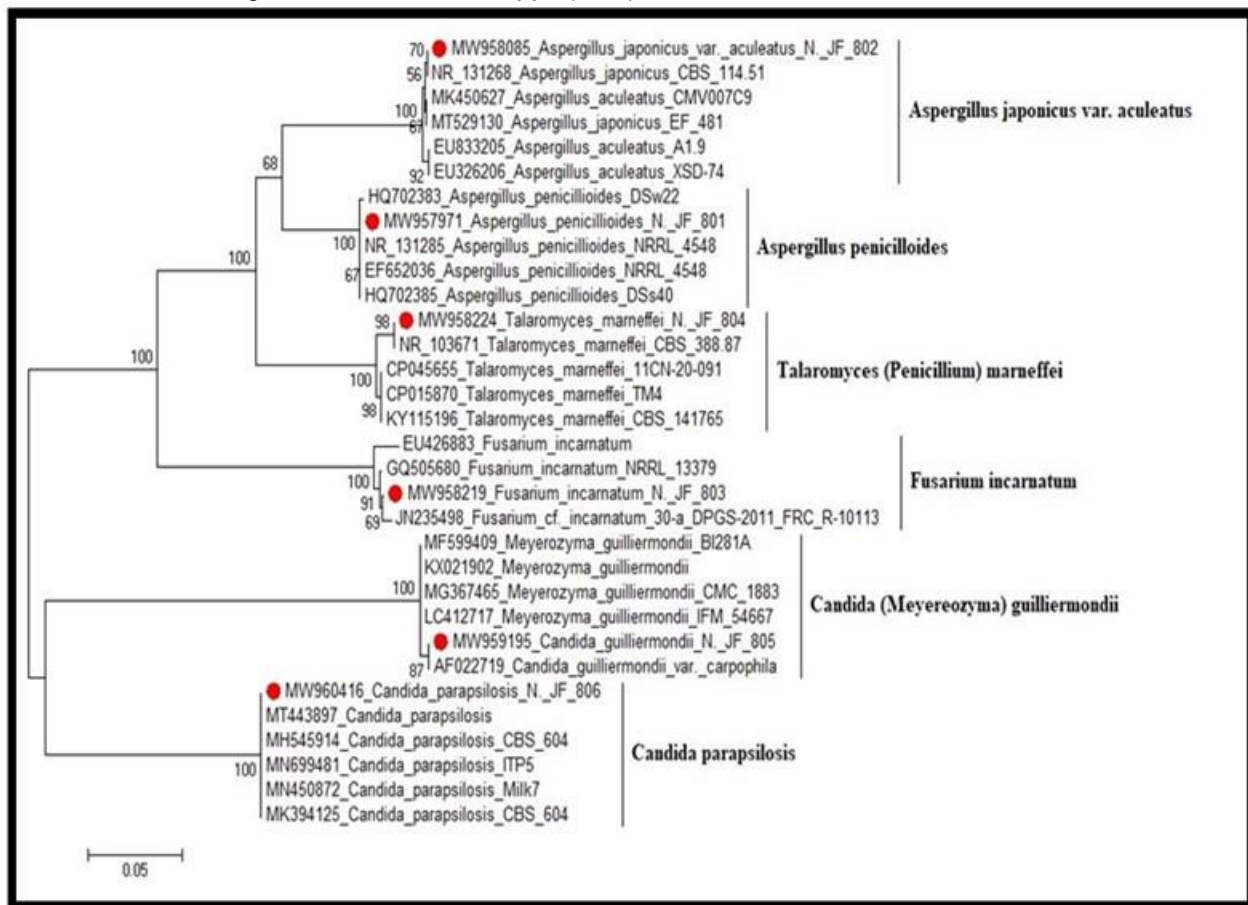 70
MW958085_Aspergillus_japonicus_var._aculeatus_N._JF_802
56
NR_131268_Aspergillus_japonicus_CBS_114.51
MK450627_Aspergillus_aculeatus_CMV007C9
100
Aspergillus japonicus var. aculeatus
67
MT529130_Aspergillus_japonicus_EF_481
EU833205_Aspergillus_aculeatus_A1.9
68
92
EU326206_Aspergillus_aculeatus_XSD-74
HQ702383_Aspergillus_penicillioides_DSw22
MW957971_Aspergillus_penicillioides_N._JF_801
100
NR_131285_Aspergillus_penicillioides_NRRL_4548
Aspergillus penicilloides
100
67
EF652036_Aspergillus_penicillioides_NRRL_4548
HQ702385_Aspergillus_penicillioides_DSs40
98
MW958224_Talaromyces_marneffei_N._JF_804
NR_103671_Talaromyces_marneffei_CBS_388.87
100
CP045655_Talaromyces_marneffei_11CN-20-091
Talaromyces (Penicillium) marneffei
100
CP015870_Talaromyces_marneffei_TM4
98
KY115196_Talaromyces_marneffei_CBS_141765
EU426883_Fusarium_incarnatum
GQ505680_Fusarium_incarnatum_NRRL_13379
Fusarium incarnatum
100
MW958219_Fusarium_incarnatum_N._JF_803
91
69
JN235498_Fusarium_cf._incarnatum_30-a_DPGS-2011_FRC_R-10113
MF599409_Meyerozyma_guilliermondii_BI281A
KX021902_Meyerozyma_guilliermondii
100
MG367465_Meyerozyma_guilliermondii_CMC_1883
Candida (Meyereozyma) guilliermondii
LC412717_Meyerozyma_guilliermondii_IFM_54667
MW959195_Candida_guilliermondii_N._JF_805
87
AF022719_Candida_guilliermondii_var._carpophila
MW960416_Candida_parapsilosis_N._JF_806
MT443897_Candida_parapsilosis
MH545914_Candida_parapsilosis_CBS_604
Candida parapsilosis
100
MN699481_Candida_parapsilosis_ITP5
MN450872_Candida_parapsilosis_Milk7
MK394125_Candida_parapsilosis_CBS_604
0.05